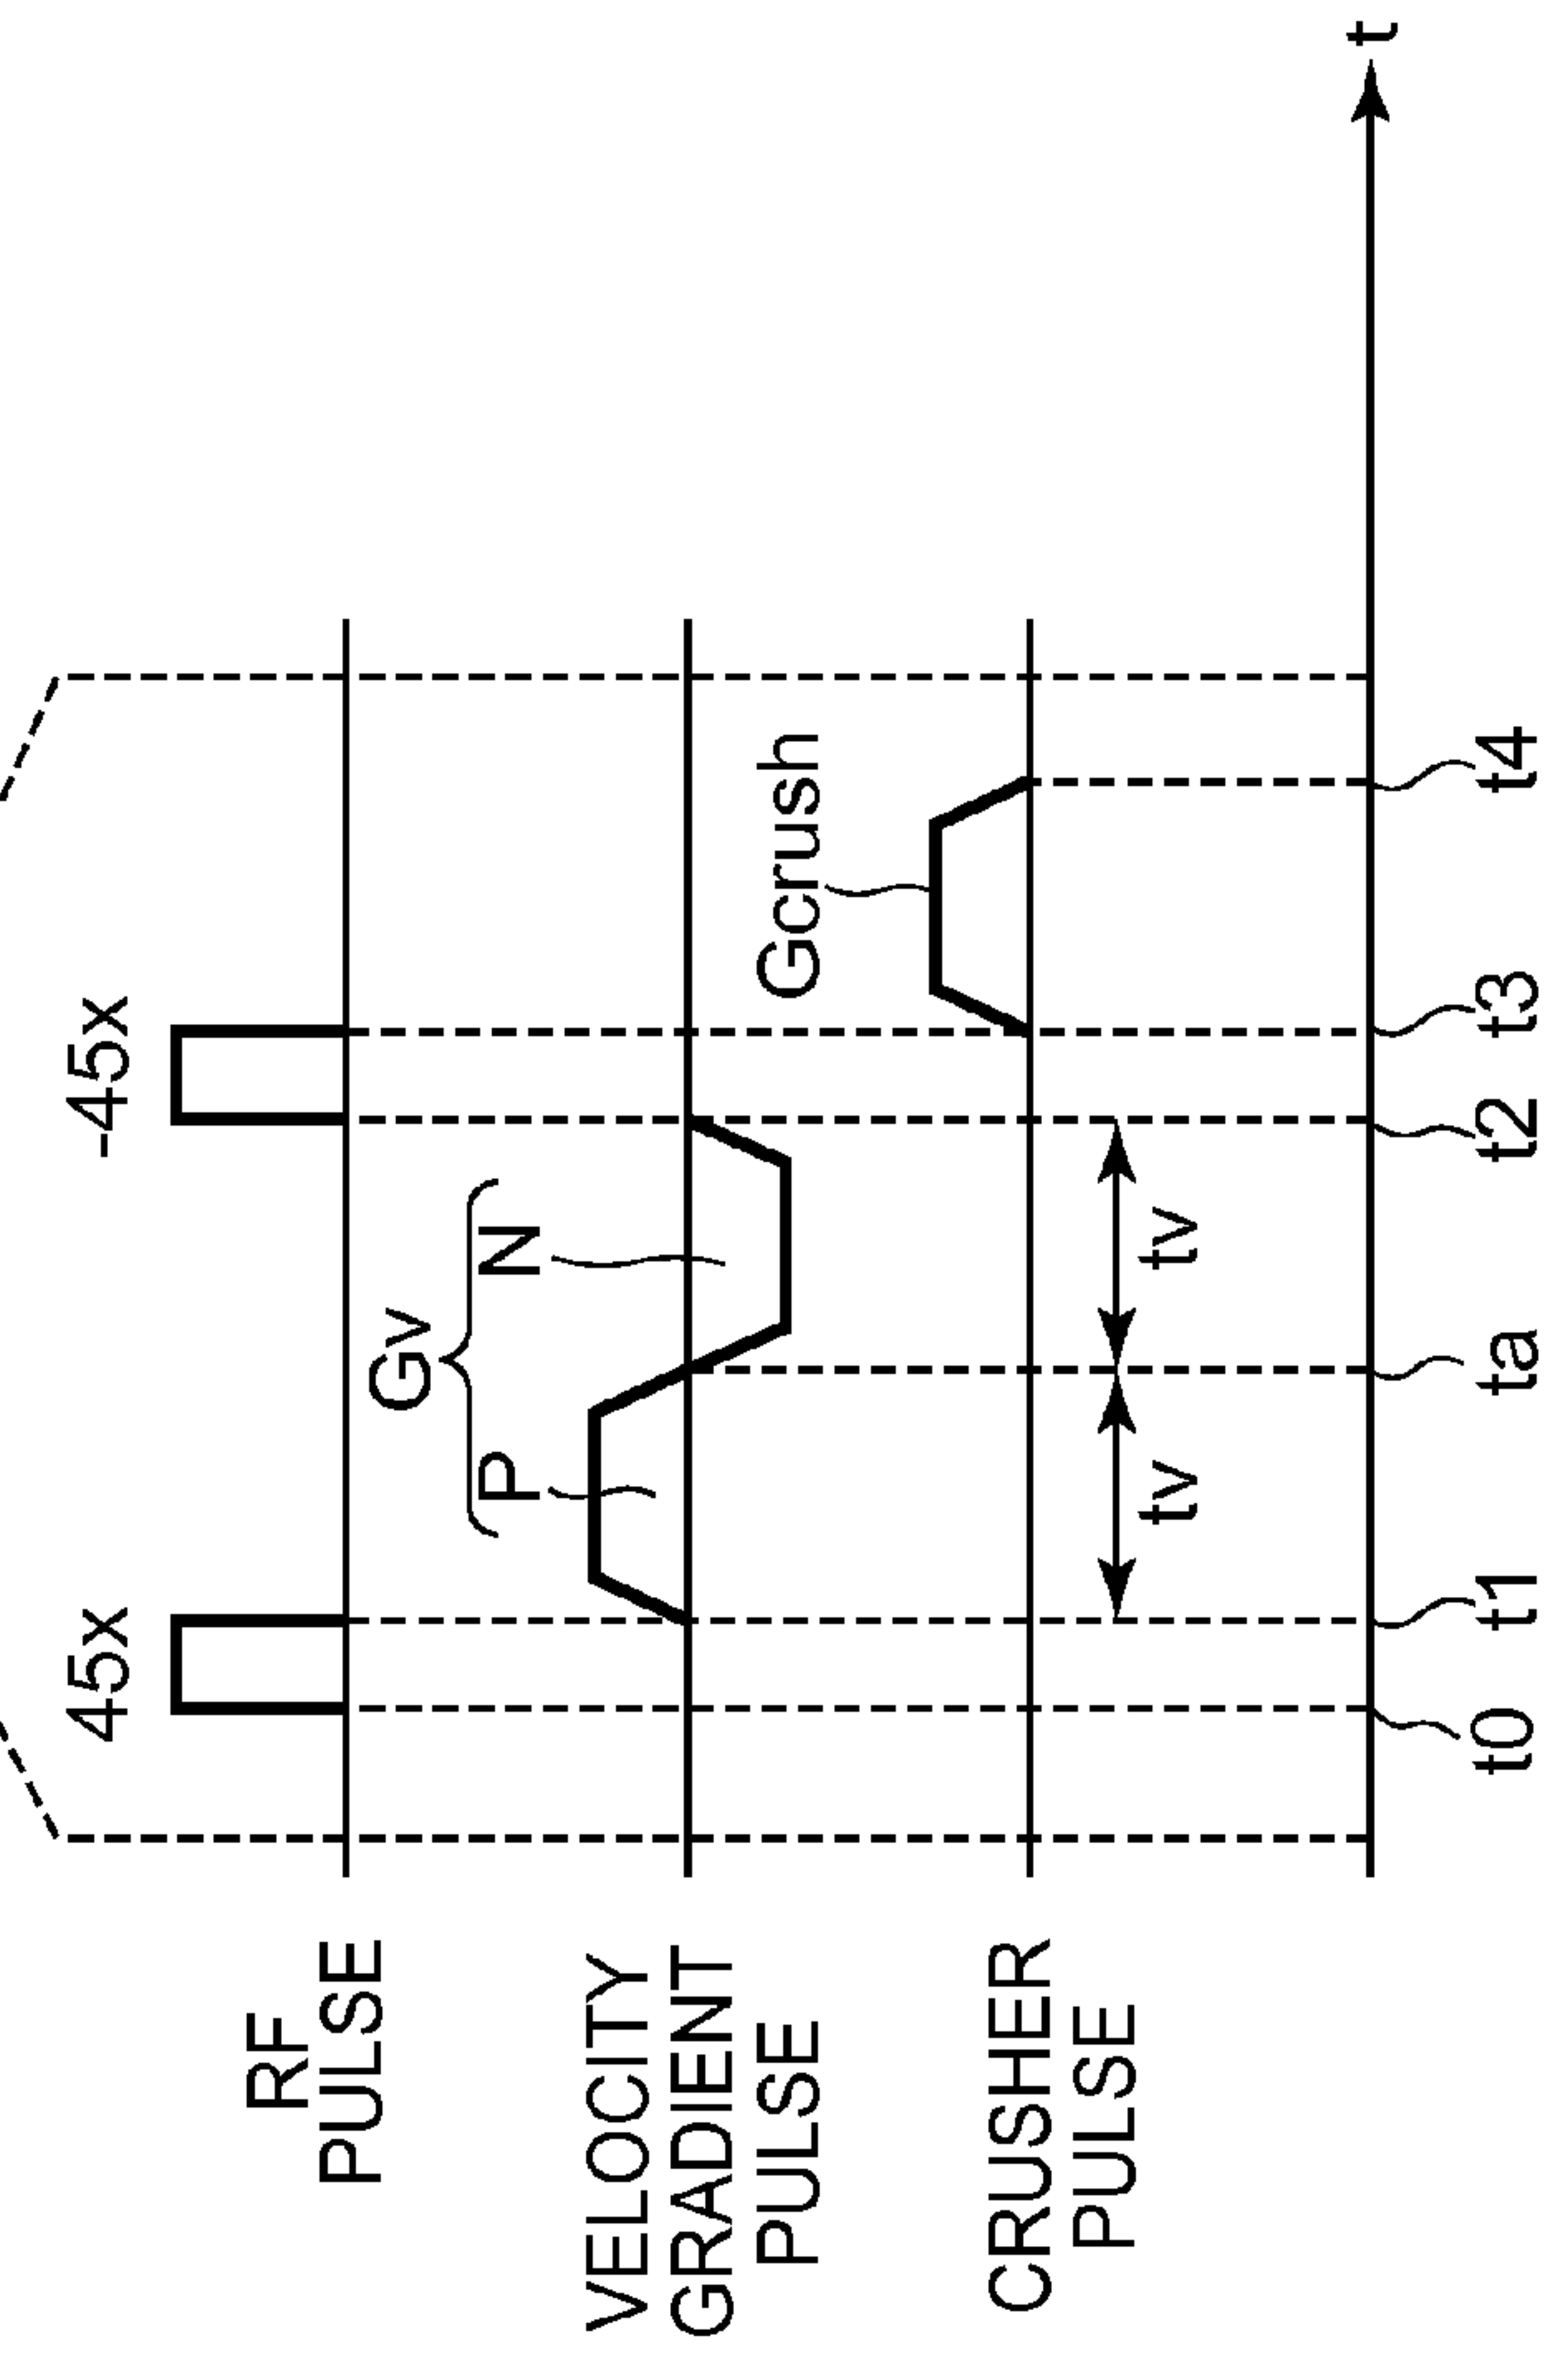 45x
-45x
RF
PULSE
Gv
P
N
VELOCITY
GRADIENT
PULSE
Gcrush
CRUSHER
PULSE
tv
tv
t
t0
t1
ta
t2
t3
t4